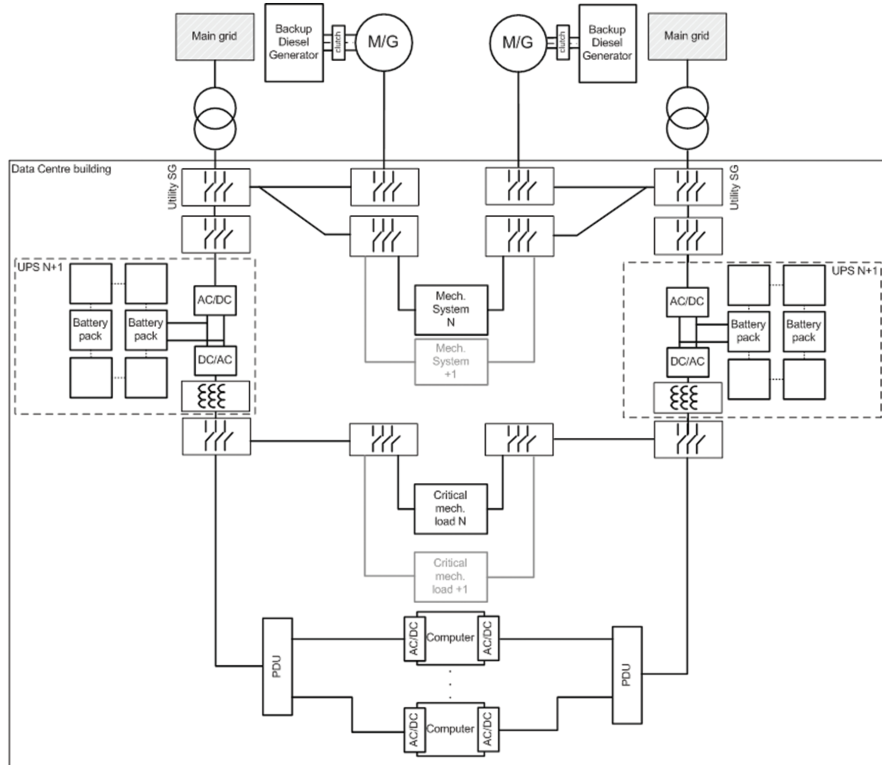 Main grid
Backup
Diesel
Generator
clutch
M/G
M/G
clutch
Backup
Diesel
Generator
Main grid
Data Centre building
Utility SG
Utility SG
UPS N+1
AC/DC
Battery
pack
Battery
pack
DC/AC
Mech.
System
N
Mech.
System
+1
UPS N+1
AC/DC
Battery
pack
Battery
pack
DC/AC
Critical
mech.
load N
Critical
mech.
load +1
PDU
AC/DC
Computer
AC/DC
PDU
AC/DC
Computer
AC/DC